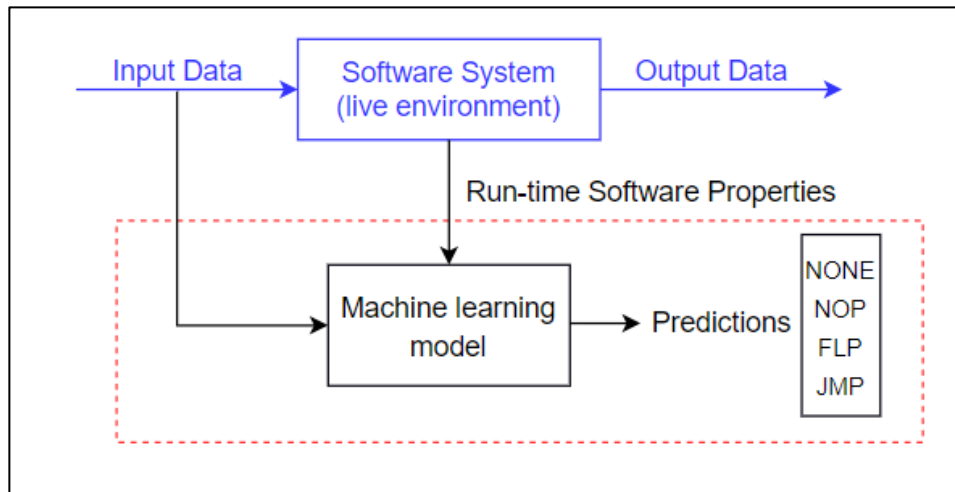 Input Data
Software System
(live environment)
Output Data
Run-time Software Properties
Machine learning
model
Predictions
NONE
NOP
FLP
JMP